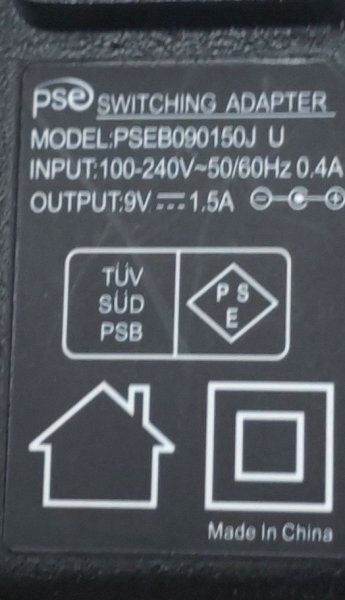 pse SWITCHING ADAPTER
MODEL:PSEB090150J U
INPUT:100-240V~50/60Hz 0.4A
OUTPUT:9V⎓1.5A
TÜV
SÜD
PSB
P S
E
Made In China